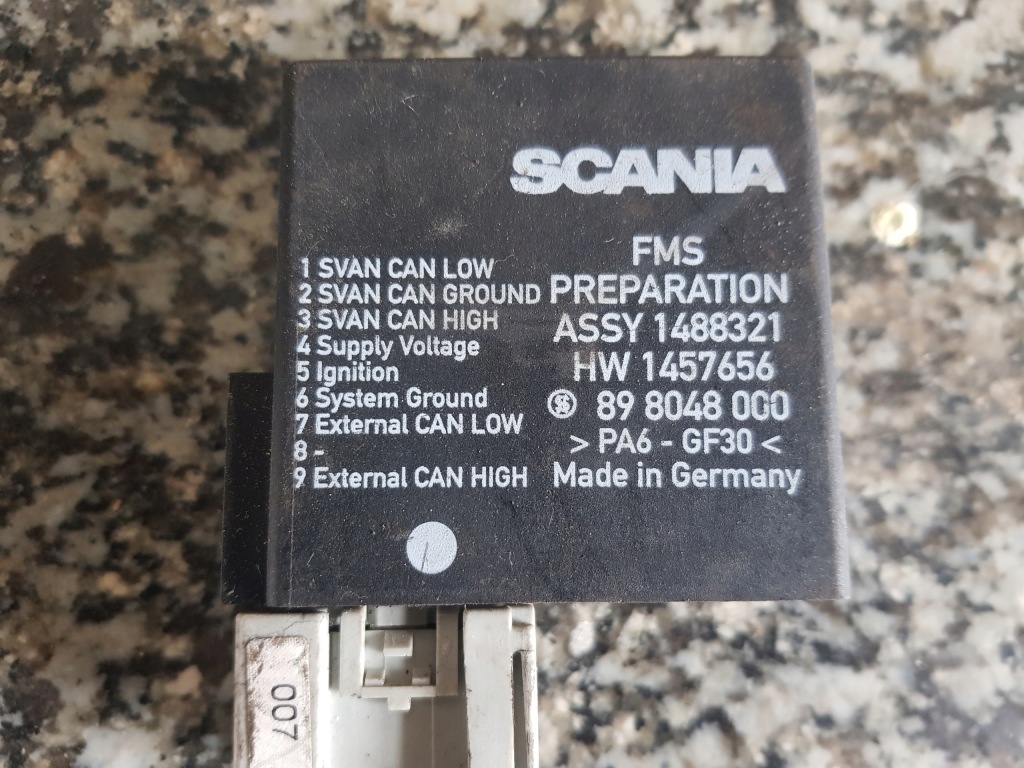 SCANIA
FMS
PREPARATION
ASSY 1488321
HW 1457656
89 8048 000
> PA6 - GF30 <
Made in Germany
1 SVAN CAN LOW
2 SVAN CAN GROUND
3 SVAN CAN HIGH
4 Supply Voltage
5 Ignition
6 System Ground
7 External CAN LOW
8 -
9 External CAN HIGH
007